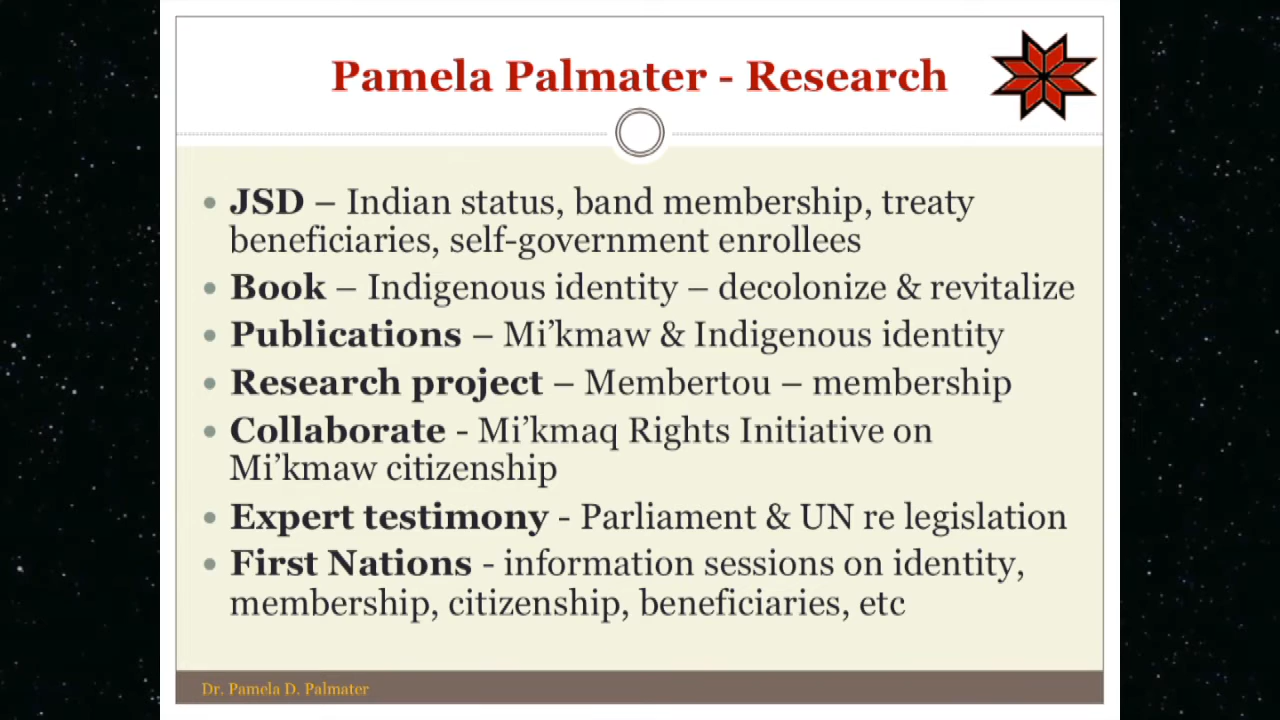 Pamela Palmater - Research
• JSD – Indian status, band membership, treaty
beneficiaries, self-government enrollees
• Book – Indigenous identity – decolonize & revitalize
• Publications – Mi’kmaw & Indigenous identity
• Research project – Membertou – membership
• Collaborate - Mi’kmaq Rights Initiative on
Mi’kmaw citizenship
• Expert testimony - Parliament & UN re legislation
• First Nations - information sessions on identity,
membership, citizenship, beneficiaries, etc
Dr. Pamela D. Palmater